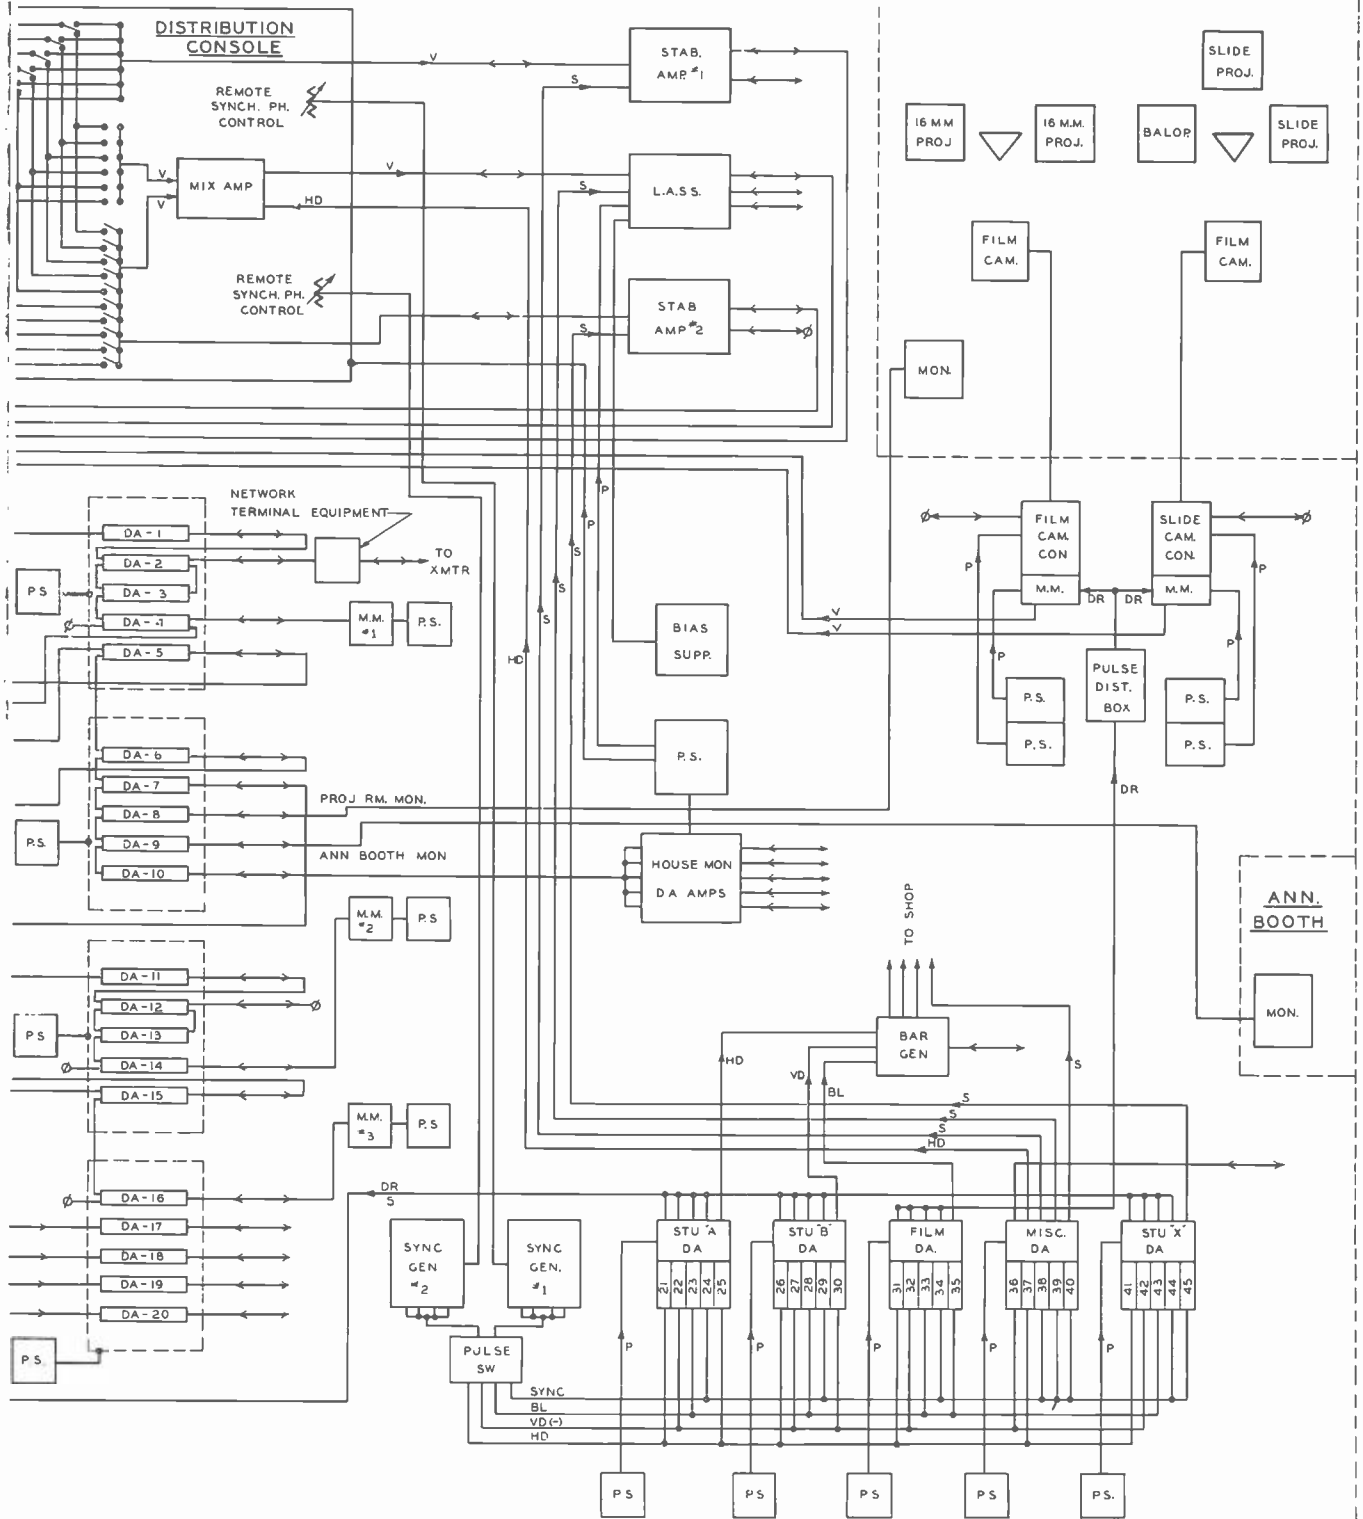 DISTRIBUTION
CONSOLE
REMOTE
SYNCH. PH.
CONTROL
V
MIX AMP
V
V
V
HD
REMOTE
SYNCH. PH.
CONTROL
S
STAB.
AMP. #1
S
L.A.S.S.
S
STAB
AMP #2
SLIDE
PROJ.
16 MM
PROJ
16 M.M.
PROJ.
BALOP.
SLIDE
PROJ.
FILM
CAM.
FILM
CAM.
MON.
NETWORK
TERMINAL EQUIPMENT
TO
XMTR
DA-1
DA-2
DA-3
DA-4
DA-5
P S
Ø
M.M.
#1
P.S.
P
P
S
S
S
HD
BIAS
SUPP.
P.S.
Ø
FILM
CAM.
CON
M.M.
SLIDE
CAM.
CON.
M.M.
Ø
P
P
DR
DR
V
V
P
P
PULSE
DIST.
BOX
P.S.
P.S.
P.S.
P.S.
DR
DA-6
DA-7
DA-8
DA-9
DA-10
P.S.
PROJ RM. MON.
ANN BOOTH MON
HOUSE MON
DA AMPS
M.M.
#2
P.S
TO SHOP
ANN.
BOOTH
MON.
DA-11
DA-12
DA-13
DA-14
DA-15
P S
Ø
Ø
BAR
GEN
HD
VD
BL
S
S
S
S
HD
M.M.
#3
P.S
DA-16
DA-17
DA-18
DA-19
DA-20
Ø
P S.
DR
S
SYNC
GEN
#2
SYNC
GEN.
#1
PULSE
SW
STU "A"
DA
21 22 23 24 25
STU "B"
DA
26 27 28 29 30
FILM
DA.
31 32 33 34 35
MISC.
DA
36 37 38 39 40
STU "X"
DA
41 42 43 44 45
P
P
P
P
P
SYNC
BL
VD(-)
HD
P S
P S
P S
P S
P S.